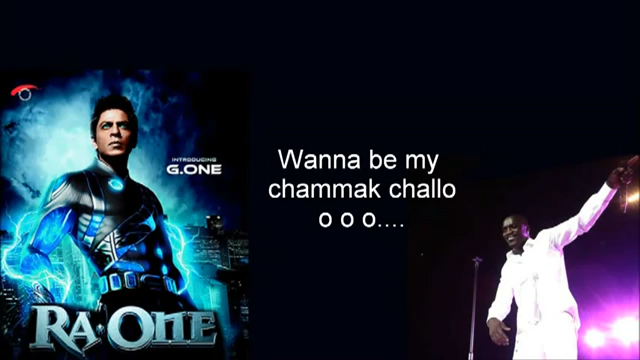 INTRODUCING
G.ONE
RA·ONE
Wanna be my
chammak challo
o o o....